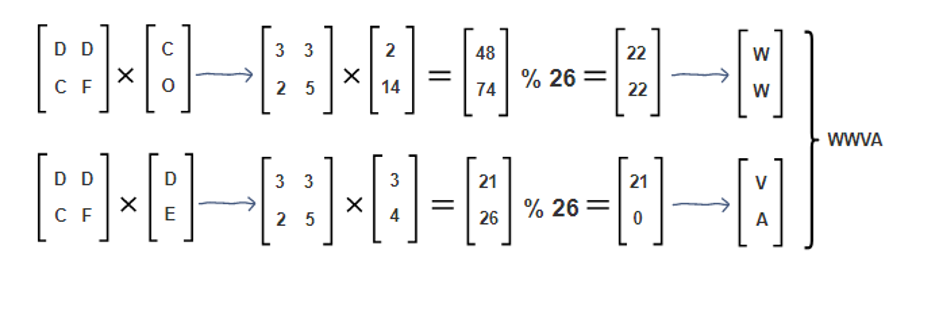 D D C 3 3 2 48 22 W
× → × = % 26 = →
C F O 2 5 14 74 22 W
WWVA
D D D 3 3 3 21 21 V
× → × = % 26 = →
C F E 2 5 4 26 0 A